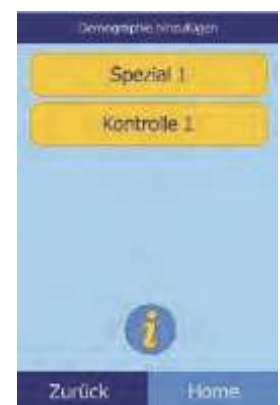 Demographie hinzufügen
Spezial 1
Kontrolle 1
i
Zurück Home